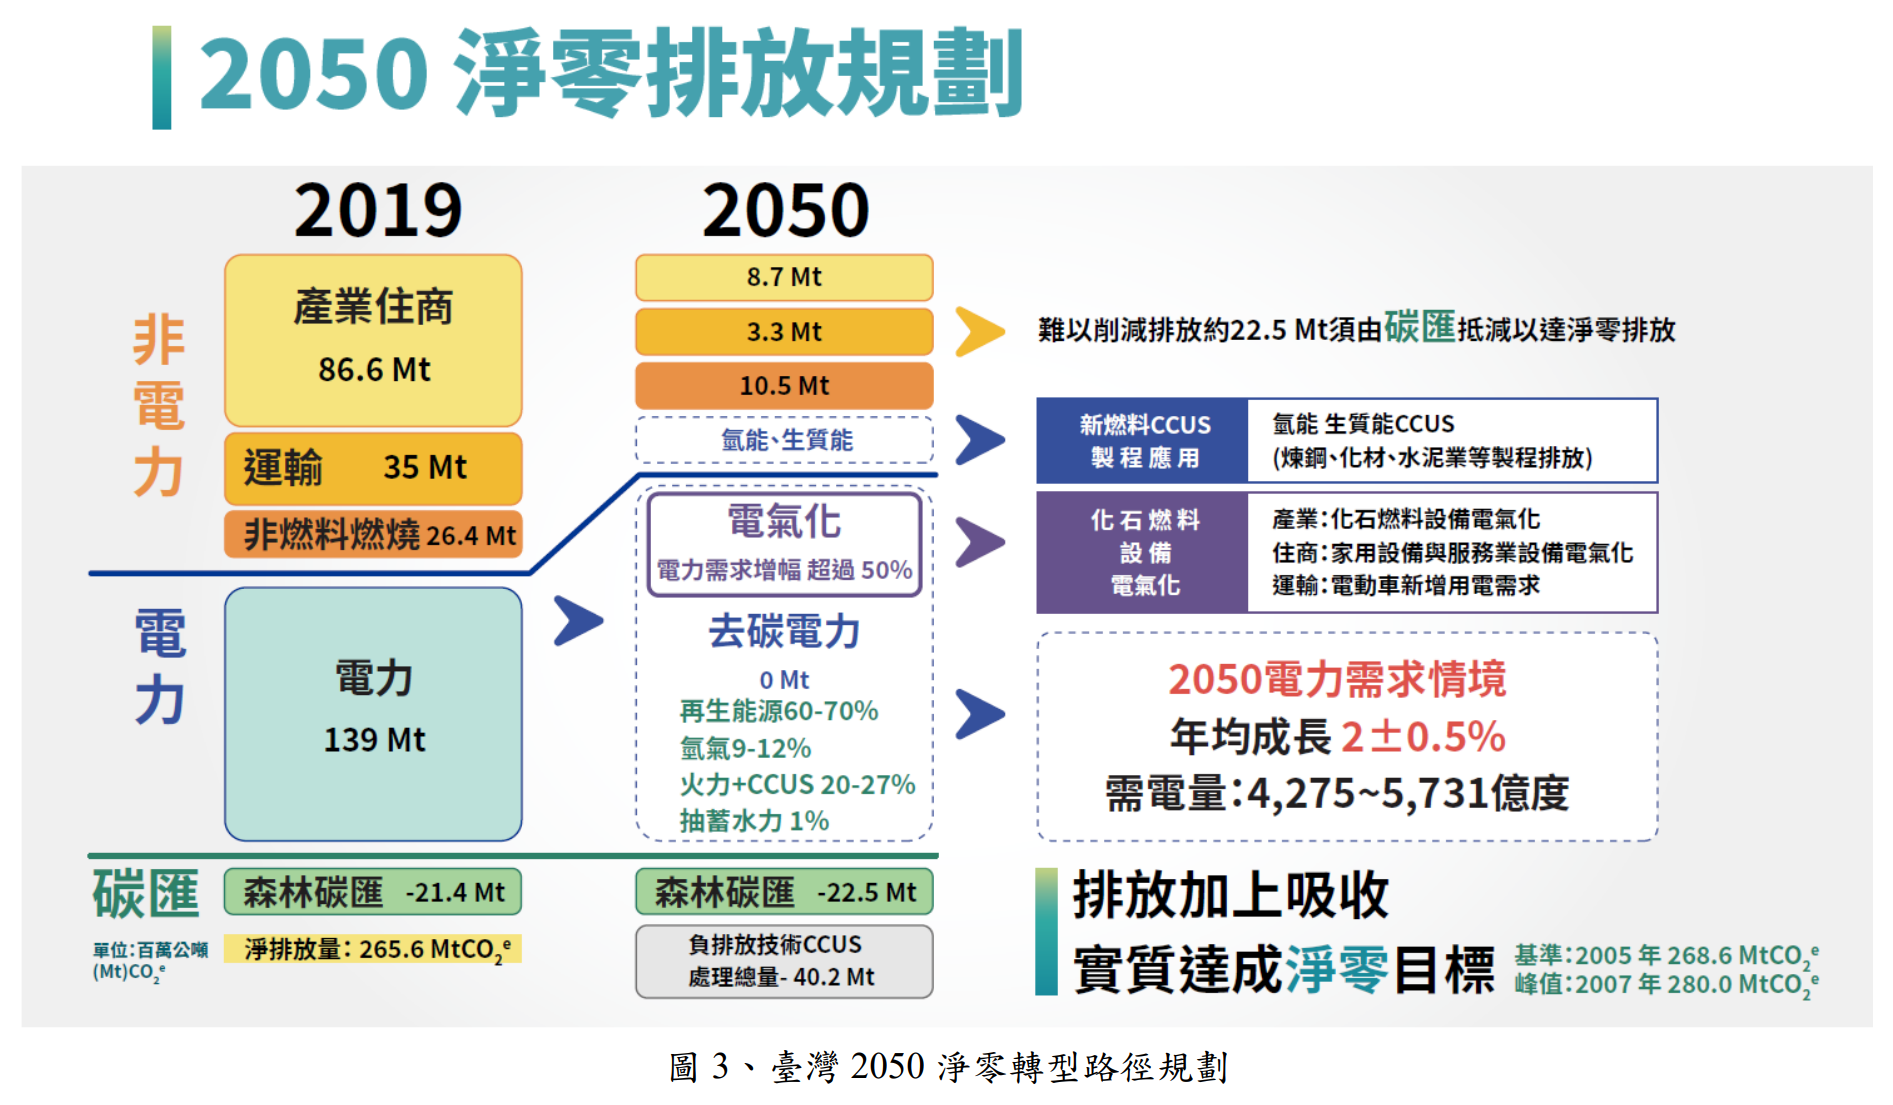 2050 淨零排放規劃
2019
2050
非電力
產業住商
86.6 Mt
運輸 35 Mt
非燃料燃燒 26.4 Mt
8.7 Mt
3.3 Mt
10.5 Mt
氫能、生質能
難以削減排放約22.5 Mt須由碳匯抵減以達淨零排放
新燃料CCUS
製程應用
氫能 生質能CCUS
(煉鋼、化材、水泥業等製程排放)
電氣化
電力需求增幅 超過 50%
化石燃料
設備
電氣化
產業:化石燃料設備電氣化
住商:家用設備與服務業設備電氣化
運輸:電動車新增用電需求
電力
電力
139 Mt
去碳電力
0 Mt
再生能源60-70%
氫氣9-12%
火力+CCUS 20-27%
抽蓄水力 1%
2050電力需求情境
年均成長 2±0.5%
需電量:4,275~5,731億度
碳匯
單位:百萬公噸
(Mt)CO₂ᵉ
森林碳匯 -21.4 Mt
淨排放量: 265.6 MtCO₂ᵉ
森林碳匯 -22.5 Mt
負排放技術CCUS
處理總量- 40.2 Mt
排放加上吸收
實質達成淨零目標
基準:2005 年 268.6 MtCO₂ᵉ
峰值:2007 年 280.0 MtCO₂ᵉ
圖 3、臺灣 2050 淨零轉型路徑規劃